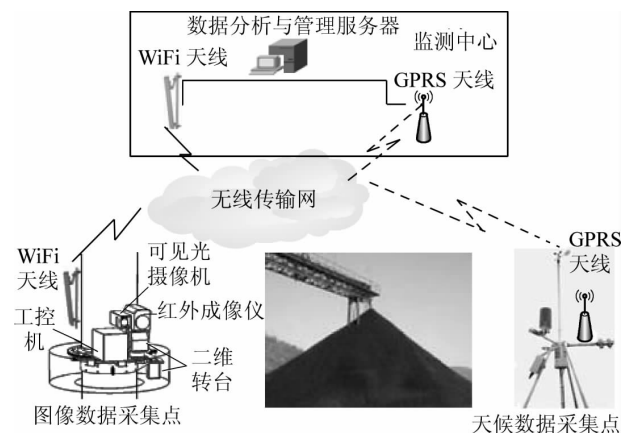 数据分析与管理服务器
监测中心
WiFi 天线
GPRS 天线
无线传输网
WiFi
天线
可见光
摄像机
红外成像仪
工控
机
二维
转台
图像数据采集点
GPRS
天线
天候数据采集点